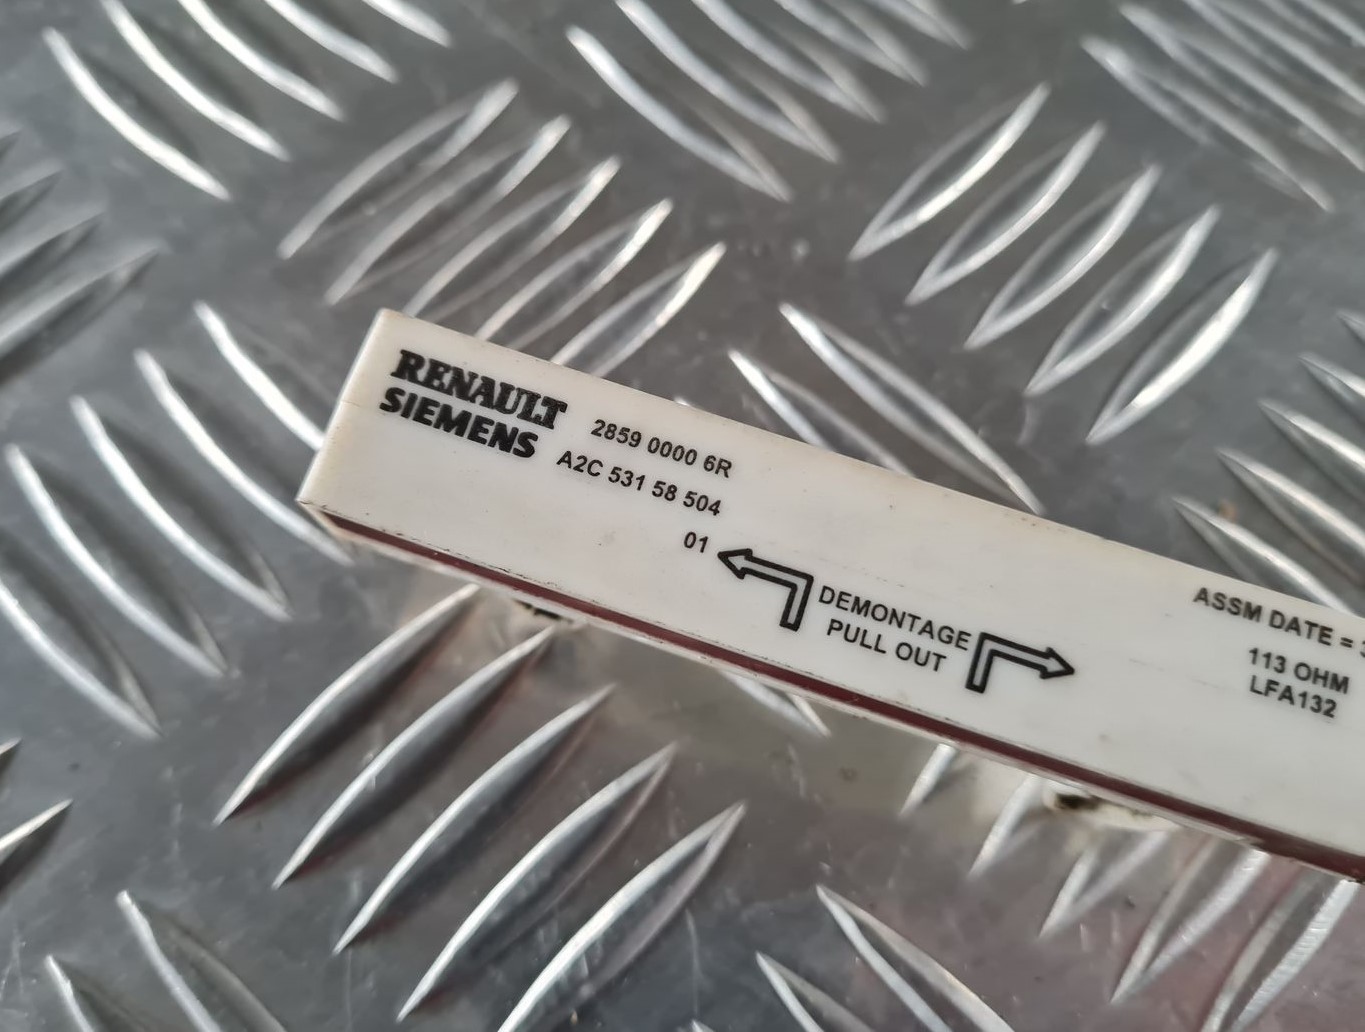 RENAULT 2859 0000 6R
SIEMENS A2C 531 58 504
01
DEMONTAGE
PULL OUT
ASSM DATE =
113 OHM
LFA132